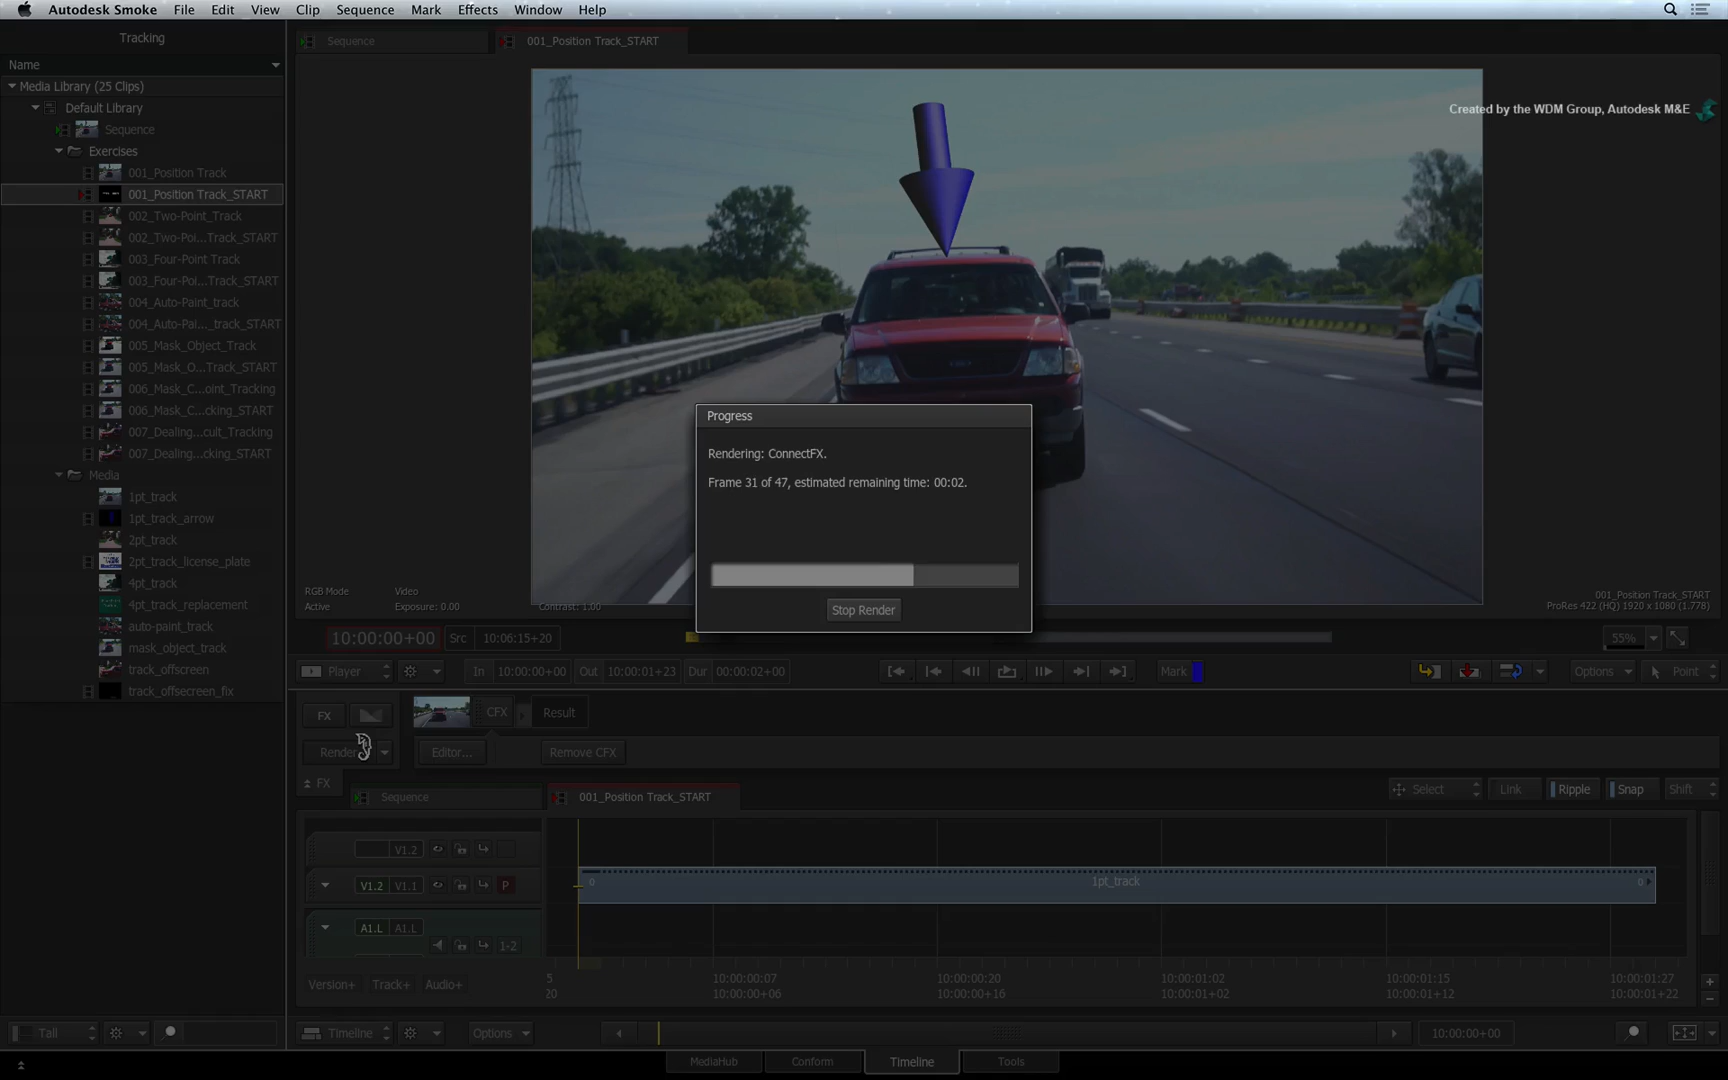 Autodesk Smoke File Edit View Clip Sequence Mark Effects Window Help
Tracking
Name
Media Library (25 Clips)
Default Library
Sequence
Exercises
001_Position Track
001_Position Track_START
002_Two-Point_Track
002_Two-Poi...Track_START
003_Four-Point Track
003_Four-Poi...Track_START
004_Auto-Paint_track
004_Auto-Pai..._track_START
005_Mask_Object_Track
005_Mask_O...Track_START
006_Mask_C...oint_Tracking
006_Mask_C...cking_START
007_Dealing...cult_Tracking
007_Dealing...cking_START
Media
1pt_track
1pt_track_arrow
2pt_track
2pt_track_license_plate
4pt_track
4pt_track_replacement
auto-paint_track
mask_object_track
track_offscreen
track_offsecreen_fix
Tall
Sequence 001_Position Track_START
Created by the WDM Group, Autodesk M&E
Progress
Rendering: ConnectFX.
Frame 31 of 47, estimated remaining time: 00:02.
Stop Render
RGB Mode Video
Active Exposure: 0.00 Contrast: 1.00
001_Position Track_START
ProRes 422 (HQ) 1920 x 1080 (1.778)
10:00:00+00 Src 10:06:15+20 55%
Player In 10:00:00+00 Out 10:00:01+23 Dur 00:00:02+00 Mark Options Point
FX CFX Result
Render Editor... Remove CFX
FX
Sequence 001_Position Track_START Select Link Ripple Snap Shift
V1.2
V1.2 V1.1 P 0 1pt_track 0
A1.L A1.L
1-2
5 10:00:00:07 10:00:00:20 10:00:01:02 10:00:01:15 10:00:01:27
20 10:00:00+06 10:00:00+16 10:00:01+02 10:00:01+12 10:00:01+22
Version+ Track+ Audio+
Timeline Options 10:00:00+00
MediaHub Conform Timeline Tools